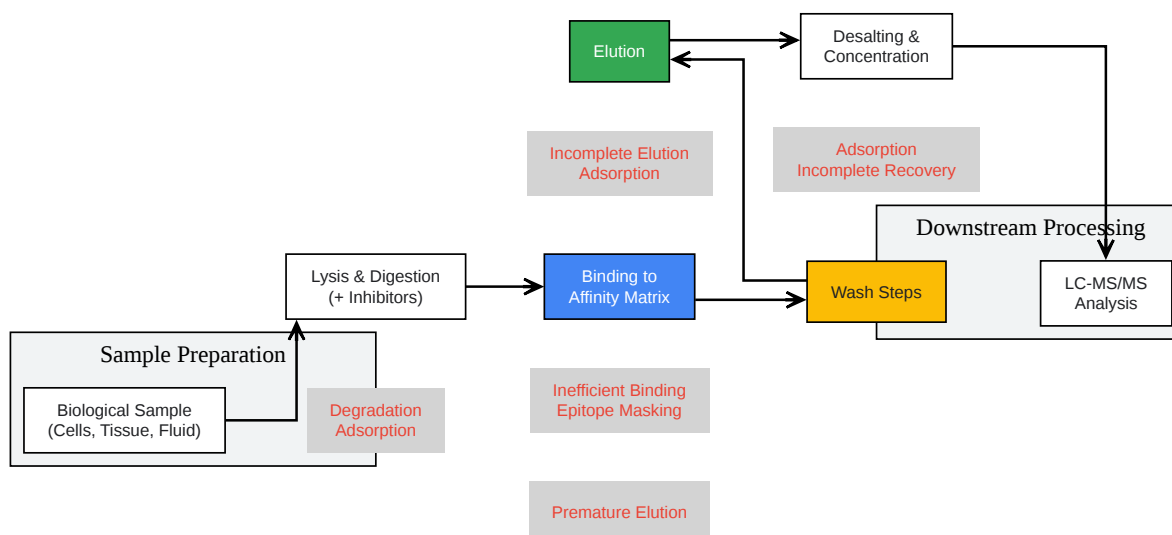 Elution
Desalting &
Concentration
Incomplete Elution
Adsorption
Adsorption
Incomplete Recovery
Downstream Processing
Lysis & Digestion
(+ Inhibitors)
Binding to
Affinity Matrix
Wash Steps
LC-MS/MS
Analysis
Sample Preparation
Biological Sample
(Cells, Tissue, Fluid)
Degradation
Adsorption
Inefficient Binding
Epitope Masking
Premature Elution